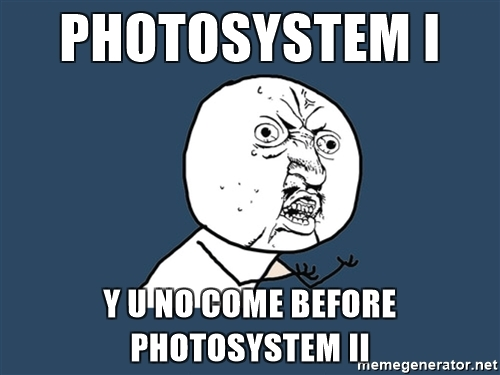 PHOTOSYSTEM I
Y U NO COME BEFORE
PHOTOSYSTEM II
memegenerator.net